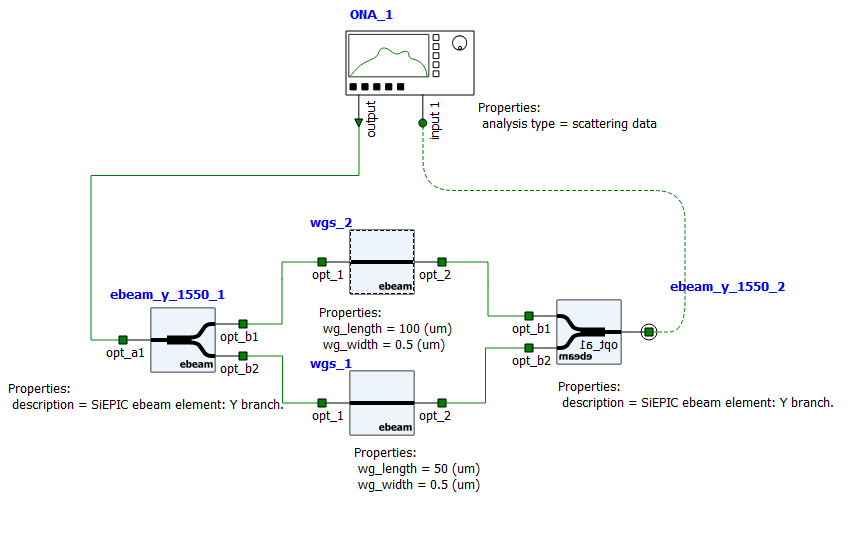 ONA_1
output
input 1
Properties:
analysis type = scattering data
wgs_2
opt_1
opt_2
ebeam
ebeam_y_1550_1
opt_a1
opt_b1
opt_b2
ebeam
Properties:
description = SiEPIC ebeam element: Y branch.
Properties:
wg_length = 100 (um)
wg_width = 0.5 (um)
wgs_1
opt_1
opt_2
ebeam
Properties:
wg_length = 50 (um)
wg_width = 0.5 (um)
ebeam_y_1550_2
opt_b1
opt_b2
opt_a1
ebeam
Properties:
description = SiEPIC ebeam element: Y branch.